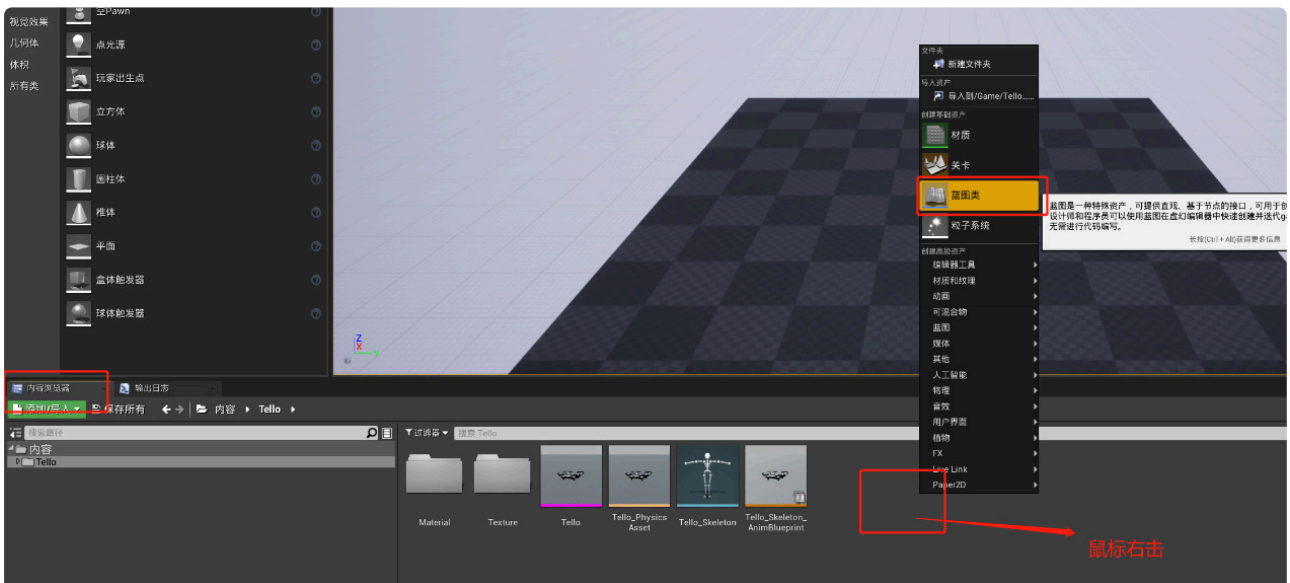 视觉效果
几何体
体积
所有类
空Pawn
点光源
玩家出生点
立方体
球体
圆柱体
椎体
平面
盒体触发器
球体触发器
Z
X
Y
文件夹
新建文件夹
导入资产
导入到/Game/Tello......
创建基础资产
材质
关卡
蓝图类
粒子系统
蓝图是一种特殊资产，可提供直观、基于节点的接口，可用于创
设计师和程序员可以使用蓝图在虚幻编辑器中快速创建并迭代ga
无需进行代码编写。
长按(Ctrl + Alt)获得更多信息
创建高级资产
编辑器工具
材质和纹理
动画
可混合物
蓝图
媒体
其他
人工智能
物理
音效
用户界面
植物
FX
Live Link
Paper2D
内容浏览器
输出日志
添加/导入
保存所有
内容
Tello
搜索路径
过滤器
搜索 Tello
内容
Tello
Material
Texture
Tello
Tello_Physics
Asset
Tello_Skeleton
Tello_Skeleton_
AnimBlueprint
鼠标右击